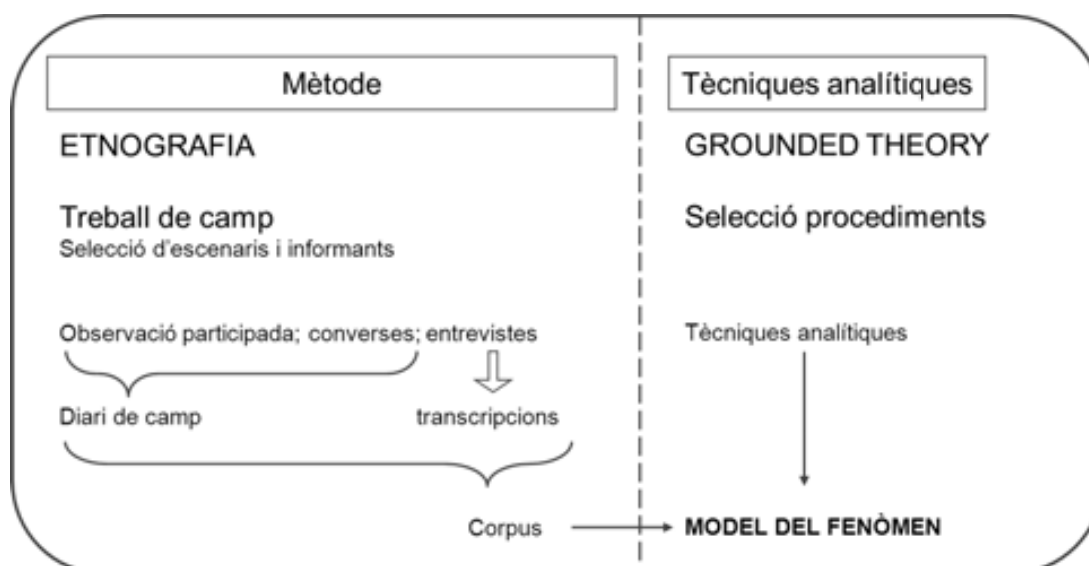 Mètode
ETNOGRAFIA
Treball de camp
Selecció d'escenaris i informants
Observació participada; converses; entrevistes
Diari de camp
transcripcions
Corpus
Tècniques analítiques
GROUNDED THEORY
Selecció procediments
Tècniques analítiques
MODEL DEL FENÒMEN